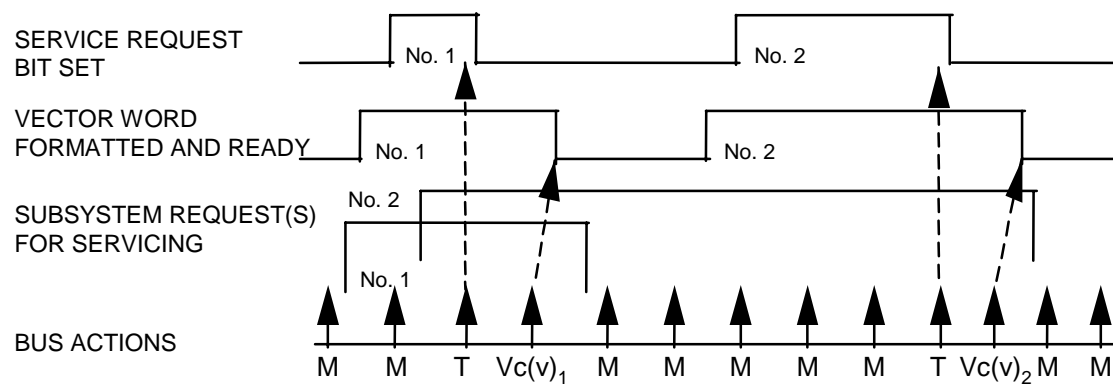 SERVICE REQUEST
BIT SET
No. 1
No. 2
VECTOR WORD
FORMATTED AND READY
No. 1
No. 2
SUBSYSTEM REQUEST(S)
FOR SERVICING
No. 2
No. 1
BUS ACTIONS
M M T Vc(v)1 M M M M M T Vc(v)2 M M